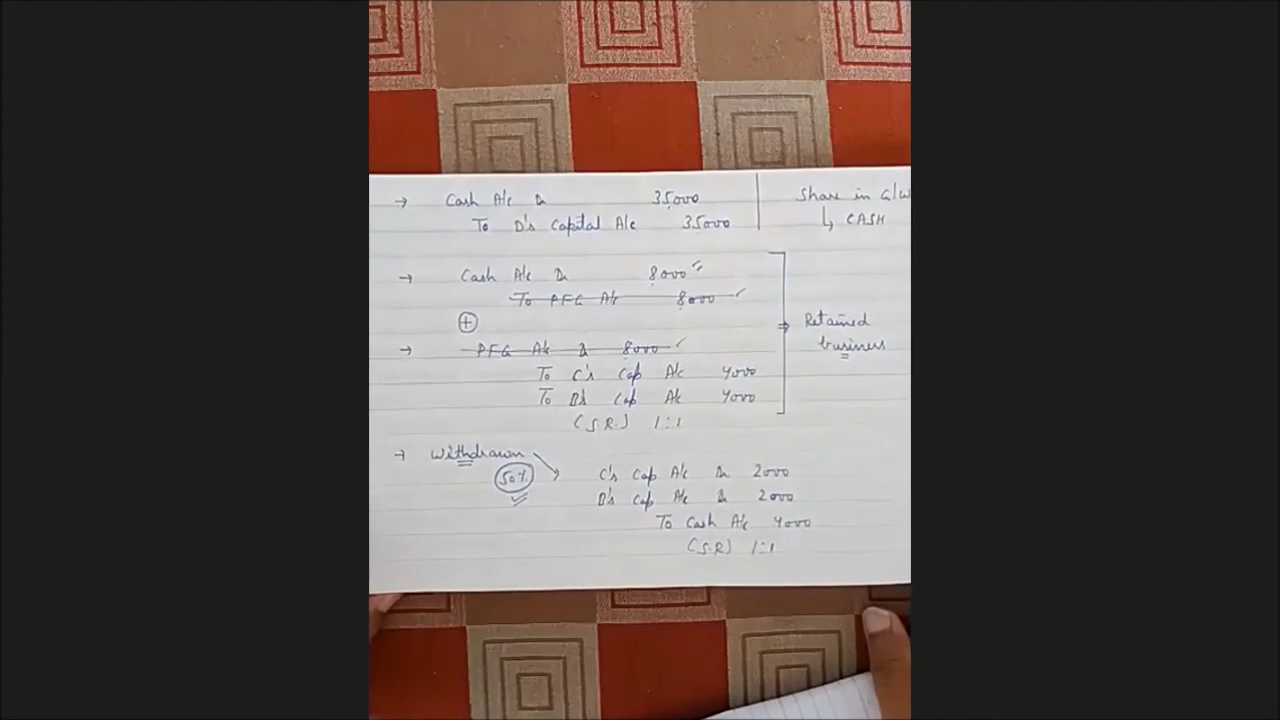 → Cash A/c Dr 35000
To D's Capital A/c 35000
Share in G/W
↳ CASH
→ Cash A/c Dr 8000
To PFG A/c 8000
⊕
→ PFG A/c Dr 8000
To C's Cap A/c 4000
To B's Cap A/c 4000
(S.R.) 1:1
⇒ Retained
business
→ Withdrawn
50%
C's Cap A/c Dr 2000
B's Cap A/c Dr 2000
To Cash A/c 4000
(S.R) 1:1